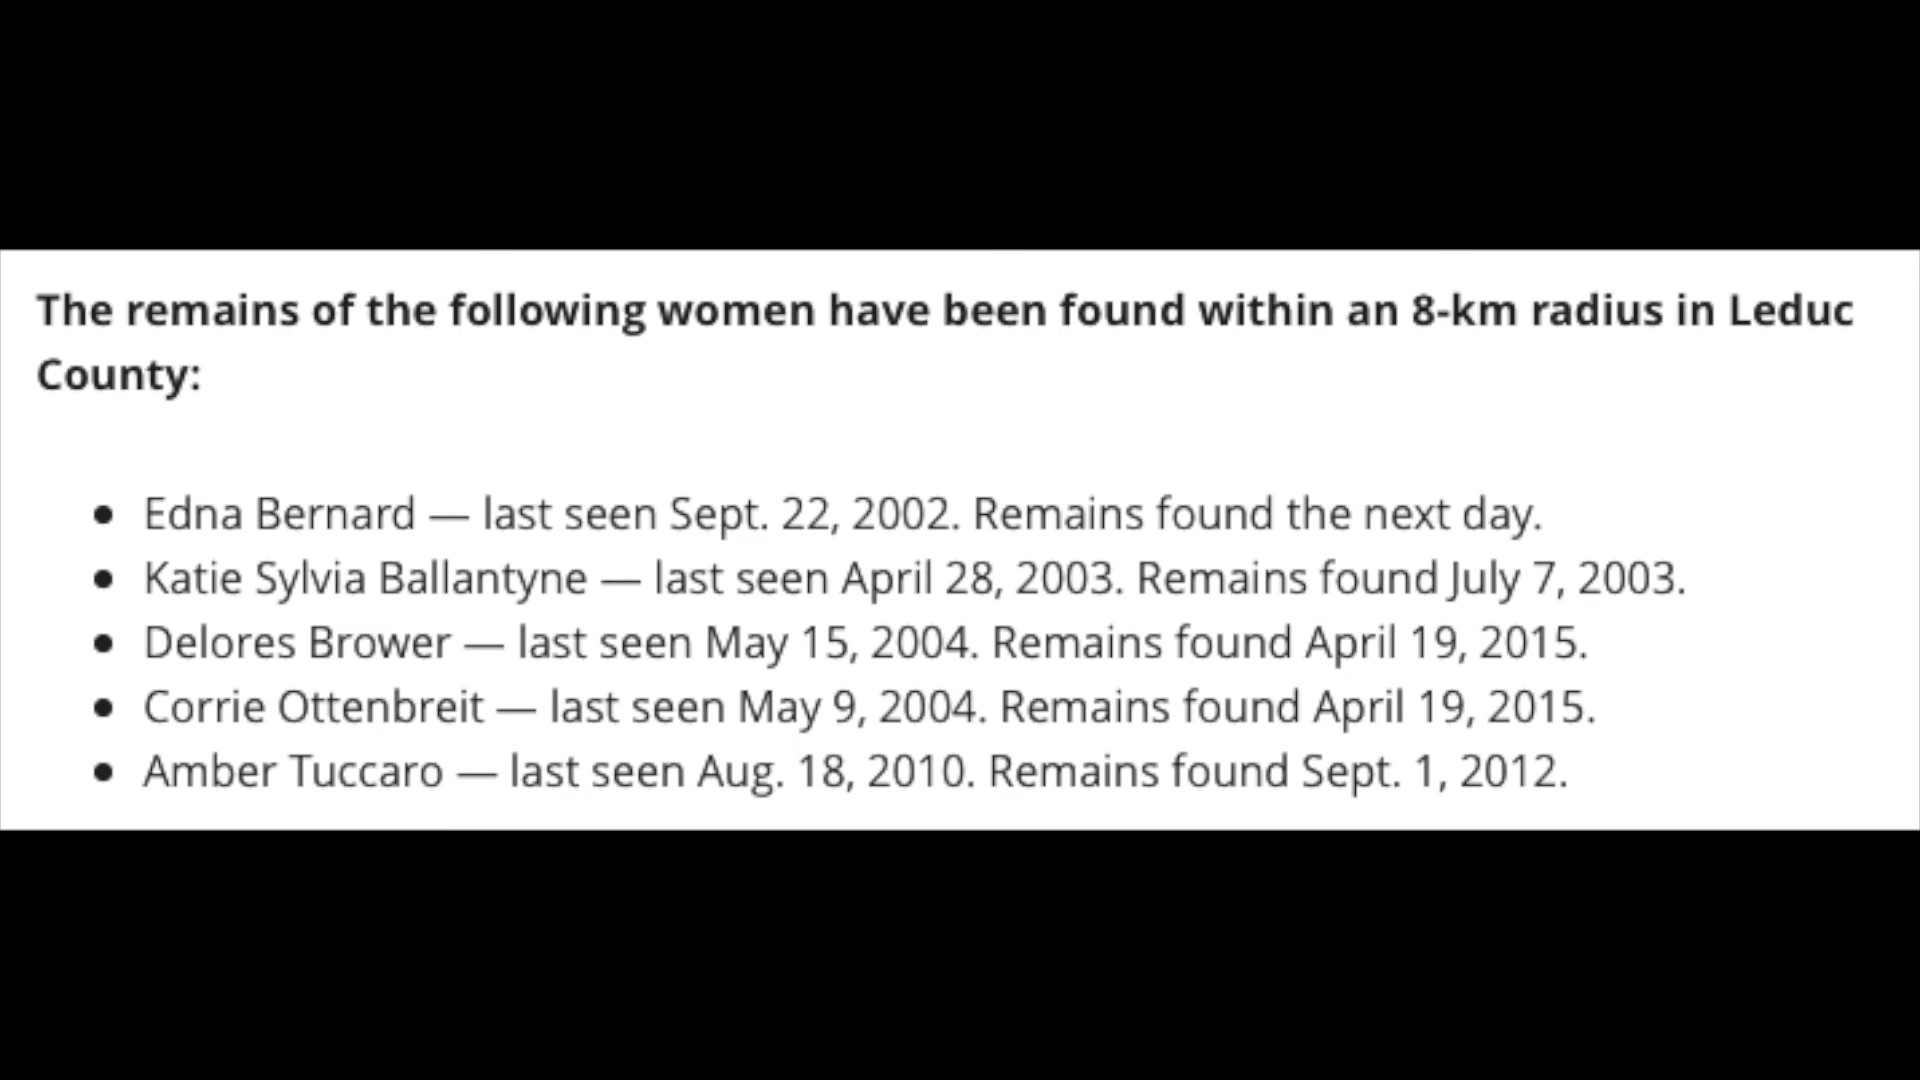 The remains of the following women have been found within an 8-km radius in Leduc
County:
• Edna Bernard — last seen Sept. 22, 2002. Remains found the next day.
• Katie Sylvia Ballantyne — last seen April 28, 2003. Remains found July 7, 2003.
• Delores Brower — last seen May 15, 2004. Remains found April 19, 2015.
• Corrie Ottenbreit — last seen May 9, 2004. Remains found April 19, 2015.
• Amber Tuccaro — last seen Aug. 18, 2010. Remains found Sept. 1, 2012.